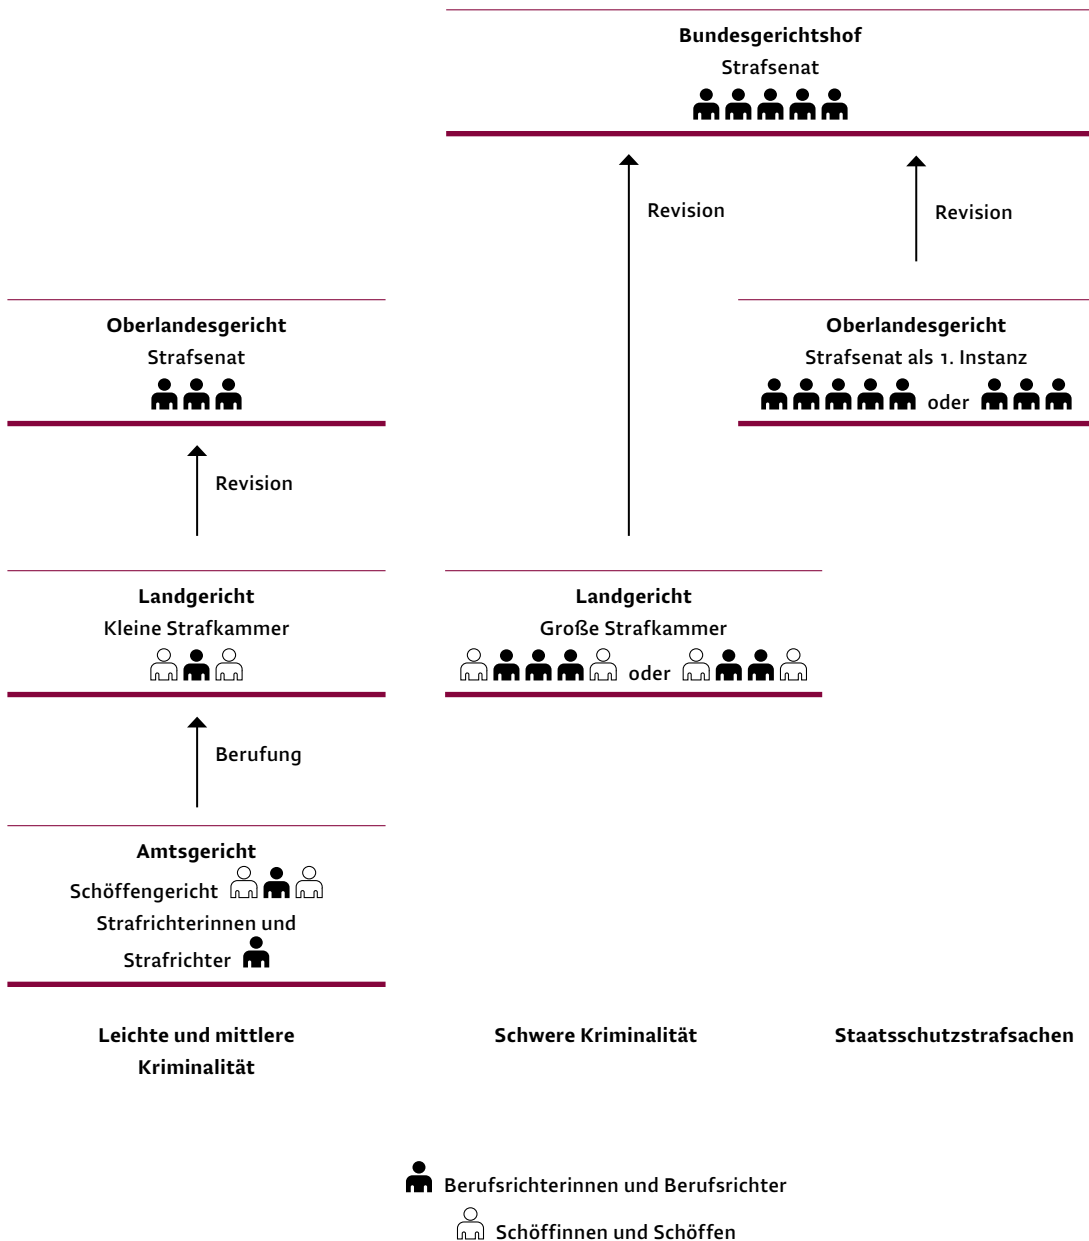 Bundesgerichtshof
Strafsenat
Revision
Revision
Oberlandesgericht
Strafsenat
Oberlandesgericht
Strafsenat als 1. Instanz
oder
Revision
Landgericht
Kleine Strafkammer
Landgericht
Große Strafkammer
oder
Berufung
Amtsgericht
Schöffengericht
Strafrichterinnen und
Strafrichter
Leichte und mittlere
Kriminalität
Schwere Kriminalität
Staatsschutzstrafsachen
Berufsrichterinnen und Berufsrichter
Schöffinnen und Schöffen